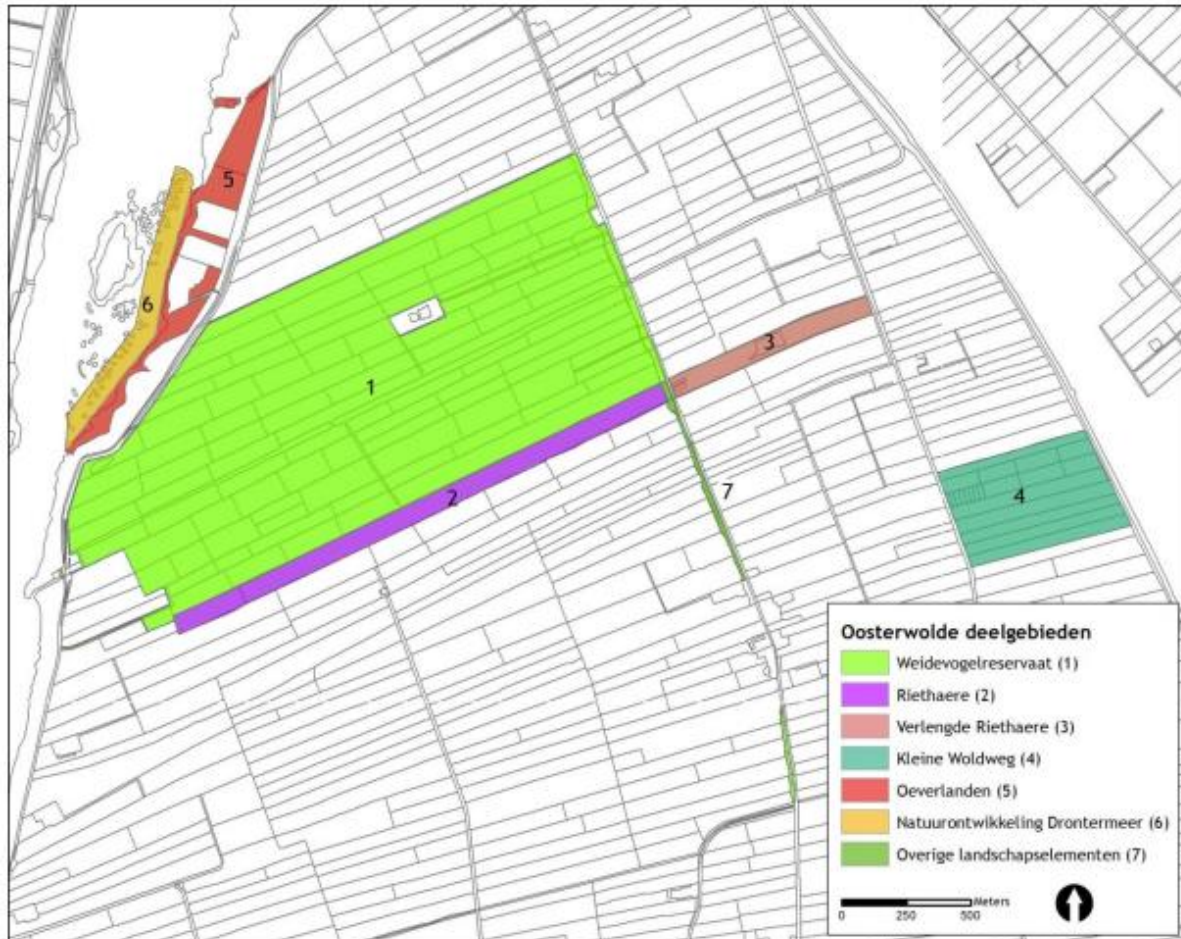 5
6
1
3
2
7
4
Oosterwolde deelgebieden
Weidevogelreservaat (1)
Riethaere (2)
Verlengde Riethaere (3)
Kleine Woldweg (4)
Oeverlanden (5)
Natuurontwikkeling Drontermeer (6)
Overige landschapselementen (7)
Meters
0 250 500